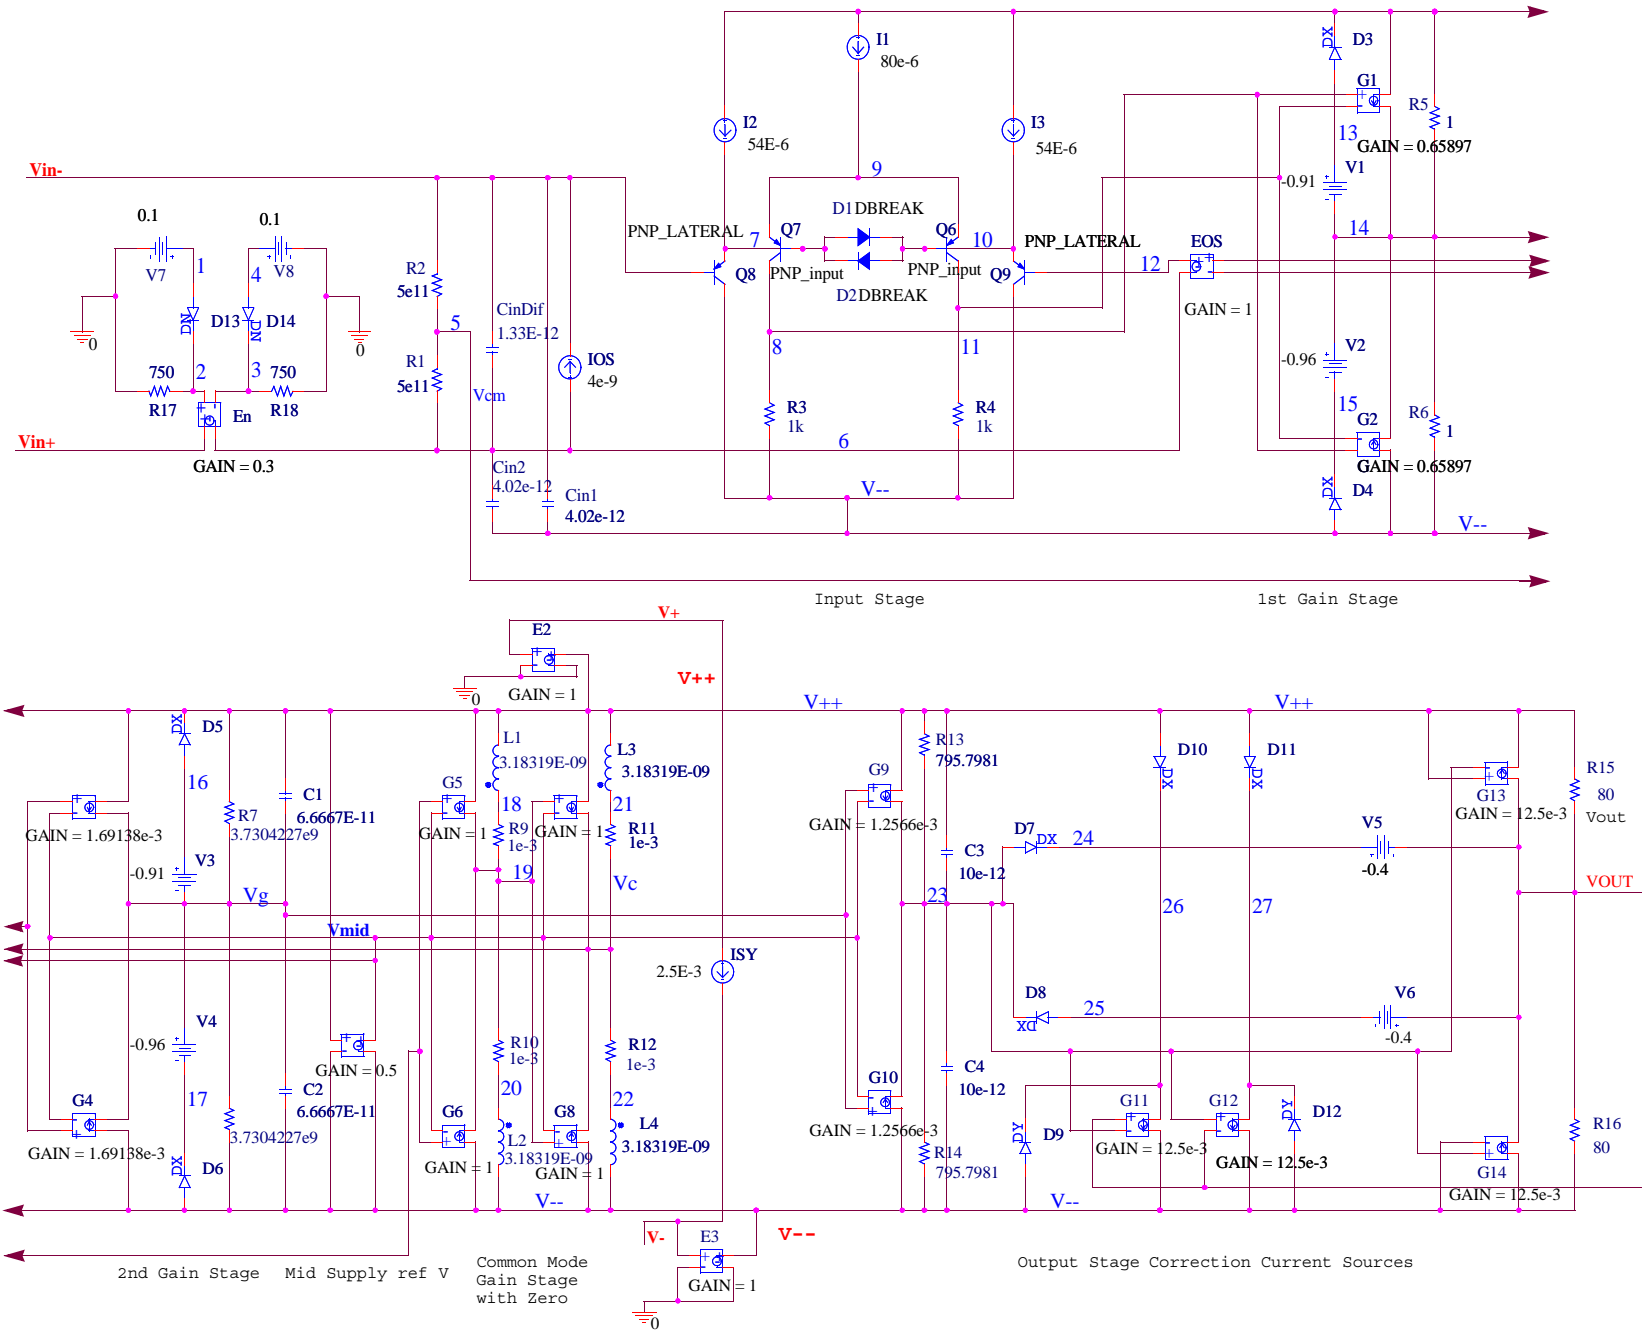 I1
80e-6
DX
D3
G1
R5
1
I2
54E-6
I3
54E-6
13
GAIN = 0.65897
Vin-
9
V1
-0.91
0.1
0.1
D1 DBREAK
PNP_LATERAL
7
Q7
Q6
10
PNP_LATERAL
14
EOS
V7
1
4
V8
R2
5e11
Q8
PNP_input
PNP_input
Q9
12
D2 DBREAK
GAIN = 1
CinDif
1.33E-12
DN
D13
D14
DN
5
0
0
8
11
V2
-0.96
IOS
4e-9
R1
5e11
750
2
3
750
Vcm
R17
En
R18
R3
1k
R4
1k
15
G2
R6
1
Vin+
6
GAIN = 0.3
GAIN = 0.65897
Cin2
4.02e-12
Cin1
4.02e-12
V--
DX
D4
V--
Input Stage
1st Gain Stage
V+
E2
V++
0
GAIN = 1
V++
V++
DX
D5
L1
3.18319E-09
L3
3.18319E-09
R13
795.7981
D10
DX
D11
DX
16
G5
18
21
G9
G13
R15
80
Vout
C1
6.6667E-11
R7
3.7304227e9
GAIN = 1.69138e-3
GAIN = 1
R9
1e-3
GAIN = 1
R11
1e-3
GAIN = 1.2566e-3
GAIN = 12.5e-3
D7
DX
24
V5
-0.4
V3
-0.91
19
Vc
C3
10e-12
Vg
23
26
27
VOUT
Vmid
ISY
2.5E-3
D8
DX
25
V6
-0.4
V4
-0.96
R10
1e-3
R12
1e-3
GAIN = 0.5
C4
10e-12
G4
17
C2
6.6667E-11
20
22
G10
G11
G12
DY
D12
G6
G8
L4
3.18319E-09
GAIN = 1.2566e-3
DY
D9
R16
80
3.7304227e9
GAIN = 1.69138e-3
L2
3.18319E-09
R14
795.7981
GAIN = 12.5e-3
GAIN = 12.5e-3
G14
DX
D6
GAIN = 1
GAIN = 1
GAIN = 12.5e-3
V--
V--
V-
E3
V--
2nd Gain Stage
Mid Supply ref V
Common Mode
Gain Stage
with Zero
GAIN = 1
0
Output Stage
Correction Current Sources